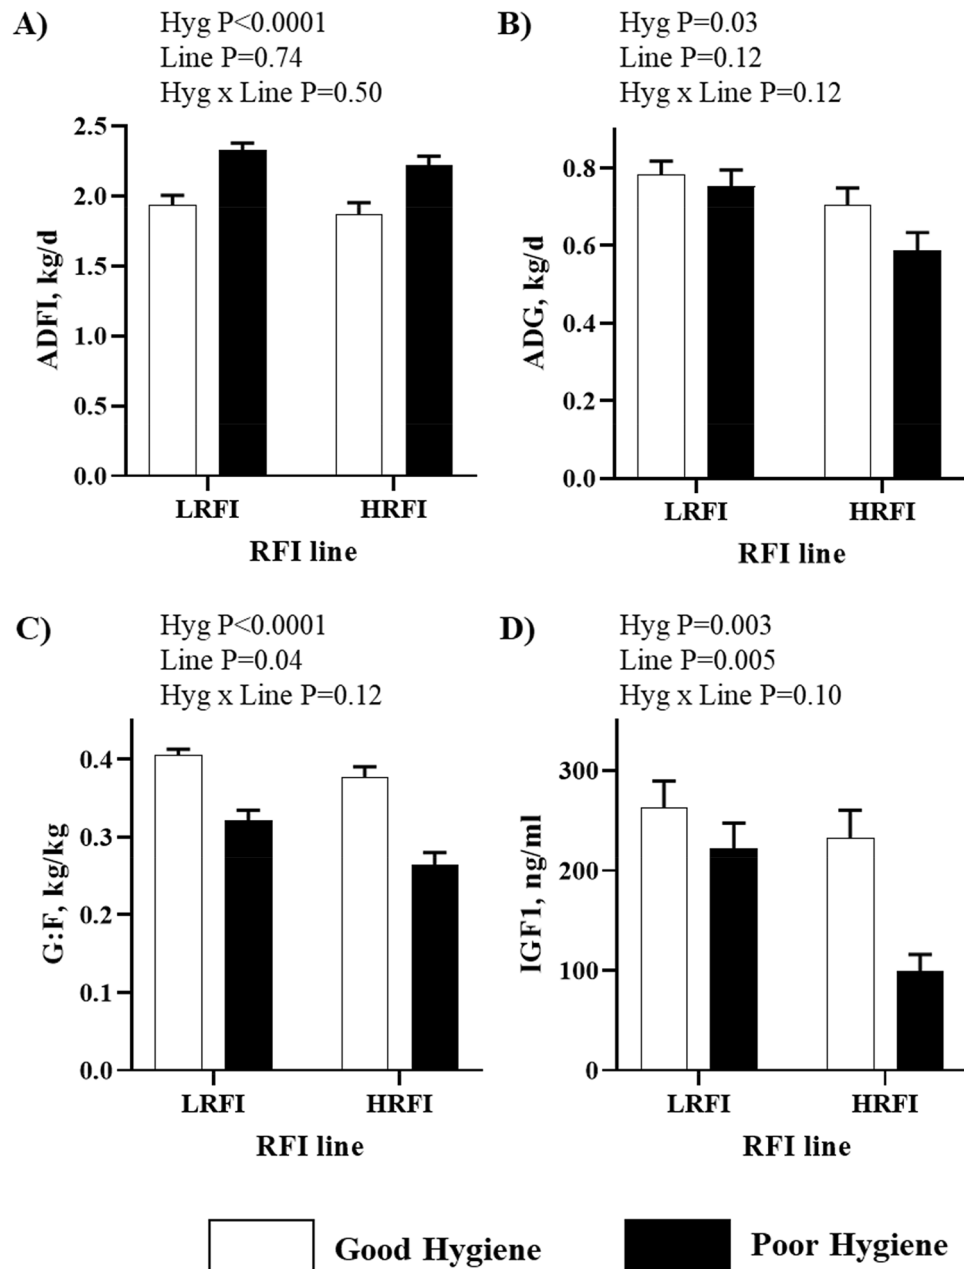 A)
Hyg P<0.0001
Line P=0.74
Hyg x Line P=0.50
ADFI, kg/d
2.5
2.0
1.5
1.0
0.5
0.0
LRFI HRFI
RFI line
B)
Hyg P=0.03
Line P=0.12
Hyg x Line P=0.12
ADG, kg/d
0.8
0.6
0.4
0.2
0.0
LRFI HRFI
RFI line
C)
Hyg P<0.0001
Line P=0.04
Hyg x Line P=0.12
G:F, kg/kg
0.4
0.3
0.2
0.1
0.0
LRFI HRFI
RFI line
D)
Hyg P=0.003
Line P=0.005
Hyg x Line P=0.10
IGF1, ng/ml
300
200
100
0
LRFI HRFI
RFI line
Good Hygiene
Poor Hygiene